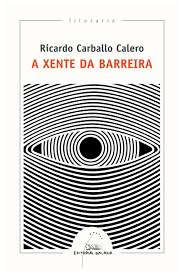 literaria
Ricardo Carballo Calero
A XENTE DA BARREIRA
EDITORIAL GALAXIA